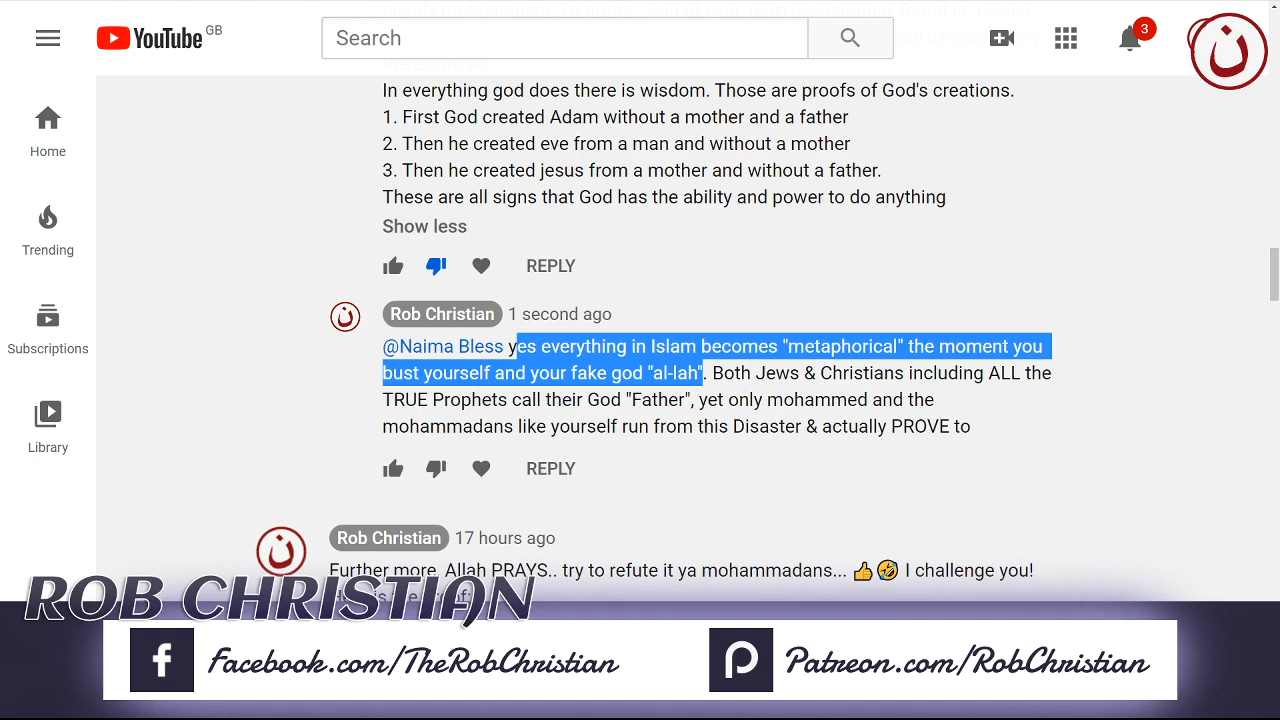 YouTube GB
Search
3
In everything god does there is wisdom. Those are proofs of God's creations.
1. First God created Adam without a mother and a father
2. Then he created eve from a man and without a mother
3. Then he created jesus from a mother and without a father.
These are all signs that God has the ability and power to do anything
Show less
REPLY
Home
Trending
Subscriptions
Library
ن
Rob Christian 1 second ago
@Naima Bless yes everything in Islam becomes "metaphorical" the moment you
bust yourself and your fake god "al-lah". Both Jews & Christians including ALL the
TRUE Prophets call their God "Father", yet only mohammed and the
mohammadans like yourself run from this Disaster & actually PROVE to
REPLY
Rob Christian 17 hours ago
Further more, Allah PRAYS.. try to refute it ya mohammadans... 👍🤣 I challenge you!
ROB CHRISTIAN
Facebook.com/TheRobChristian
Patreon.com/RobChristian